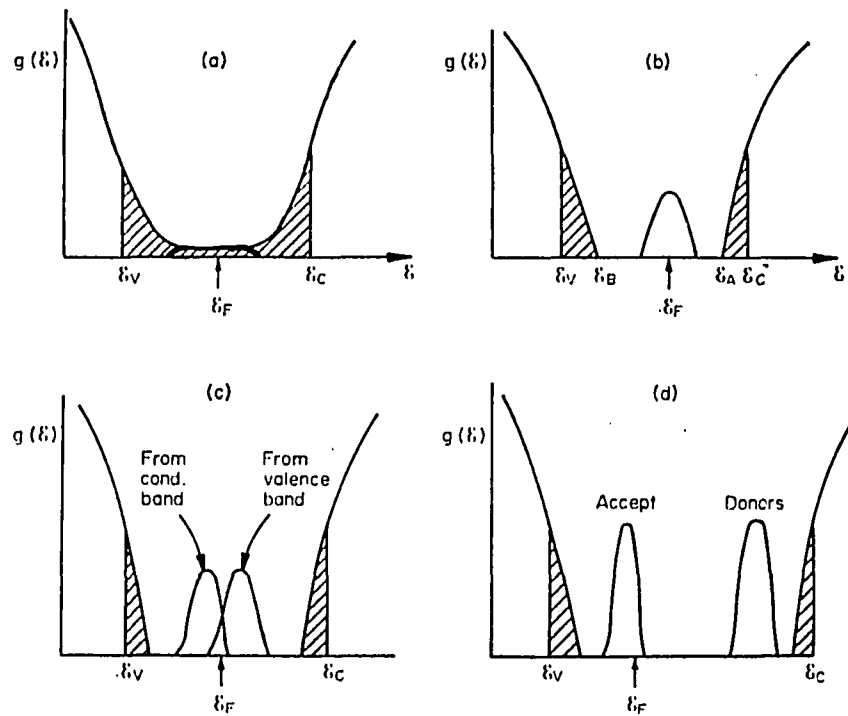 g (ℰ)
(a)
ℰV
ℰC
ℰ
ℰF
g (ℰ)
(b)
ℰV
ℰB
ℰA
ℰC
ℰ
ℰF
(c)
g (ℰ)
From
cond.
band
From
valence
band
ℰV
ℰC
ℰF
(d)
g (ℰ)
Accept
Donors
ℰV
ℰC
ℰF